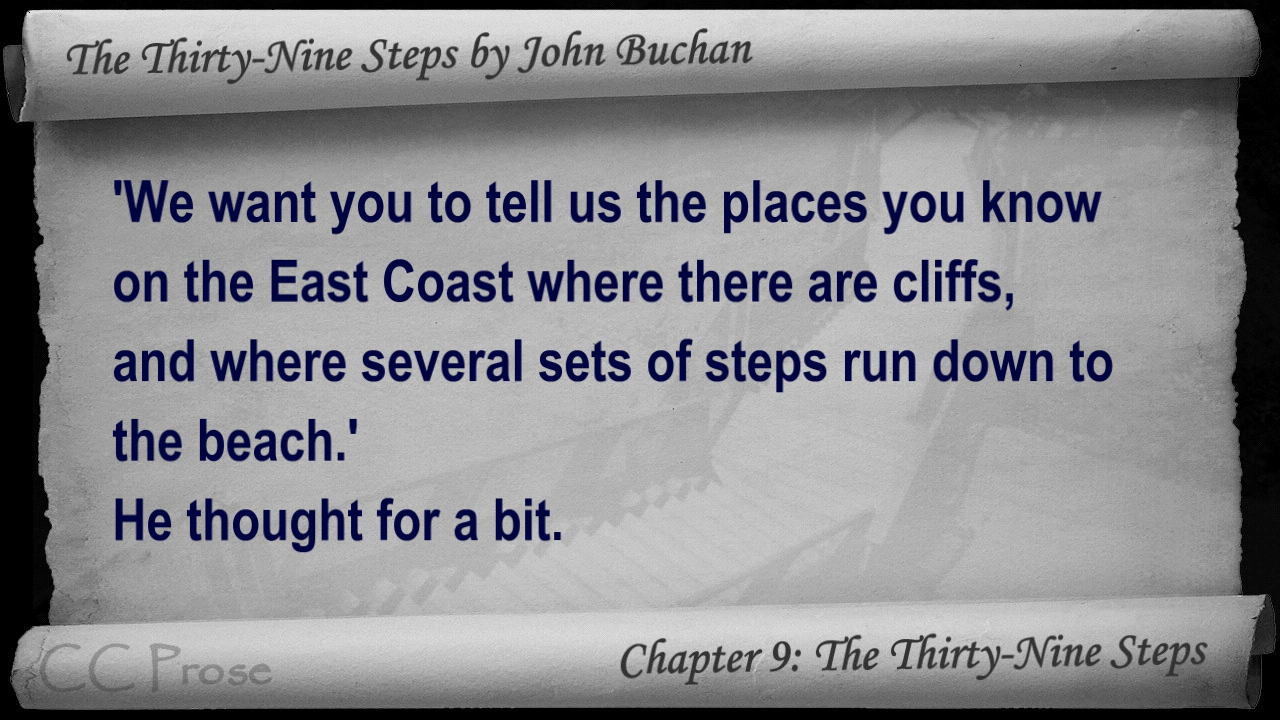 The Thirty-Nine Steps by John Buchan
'We want you to tell us the places you know
on the East Coast where there are cliffs,
and where several sets of steps run down to
the beach.'
He thought for a bit.
CC Prose
Chapter 9: The Thirty-Nine Steps